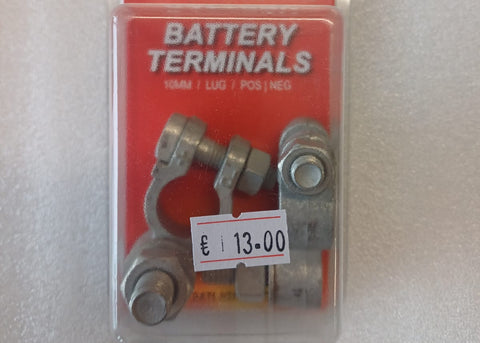 BATTERY
TERMINALS
10MM / LUG / POS | NEG
€ 13.00